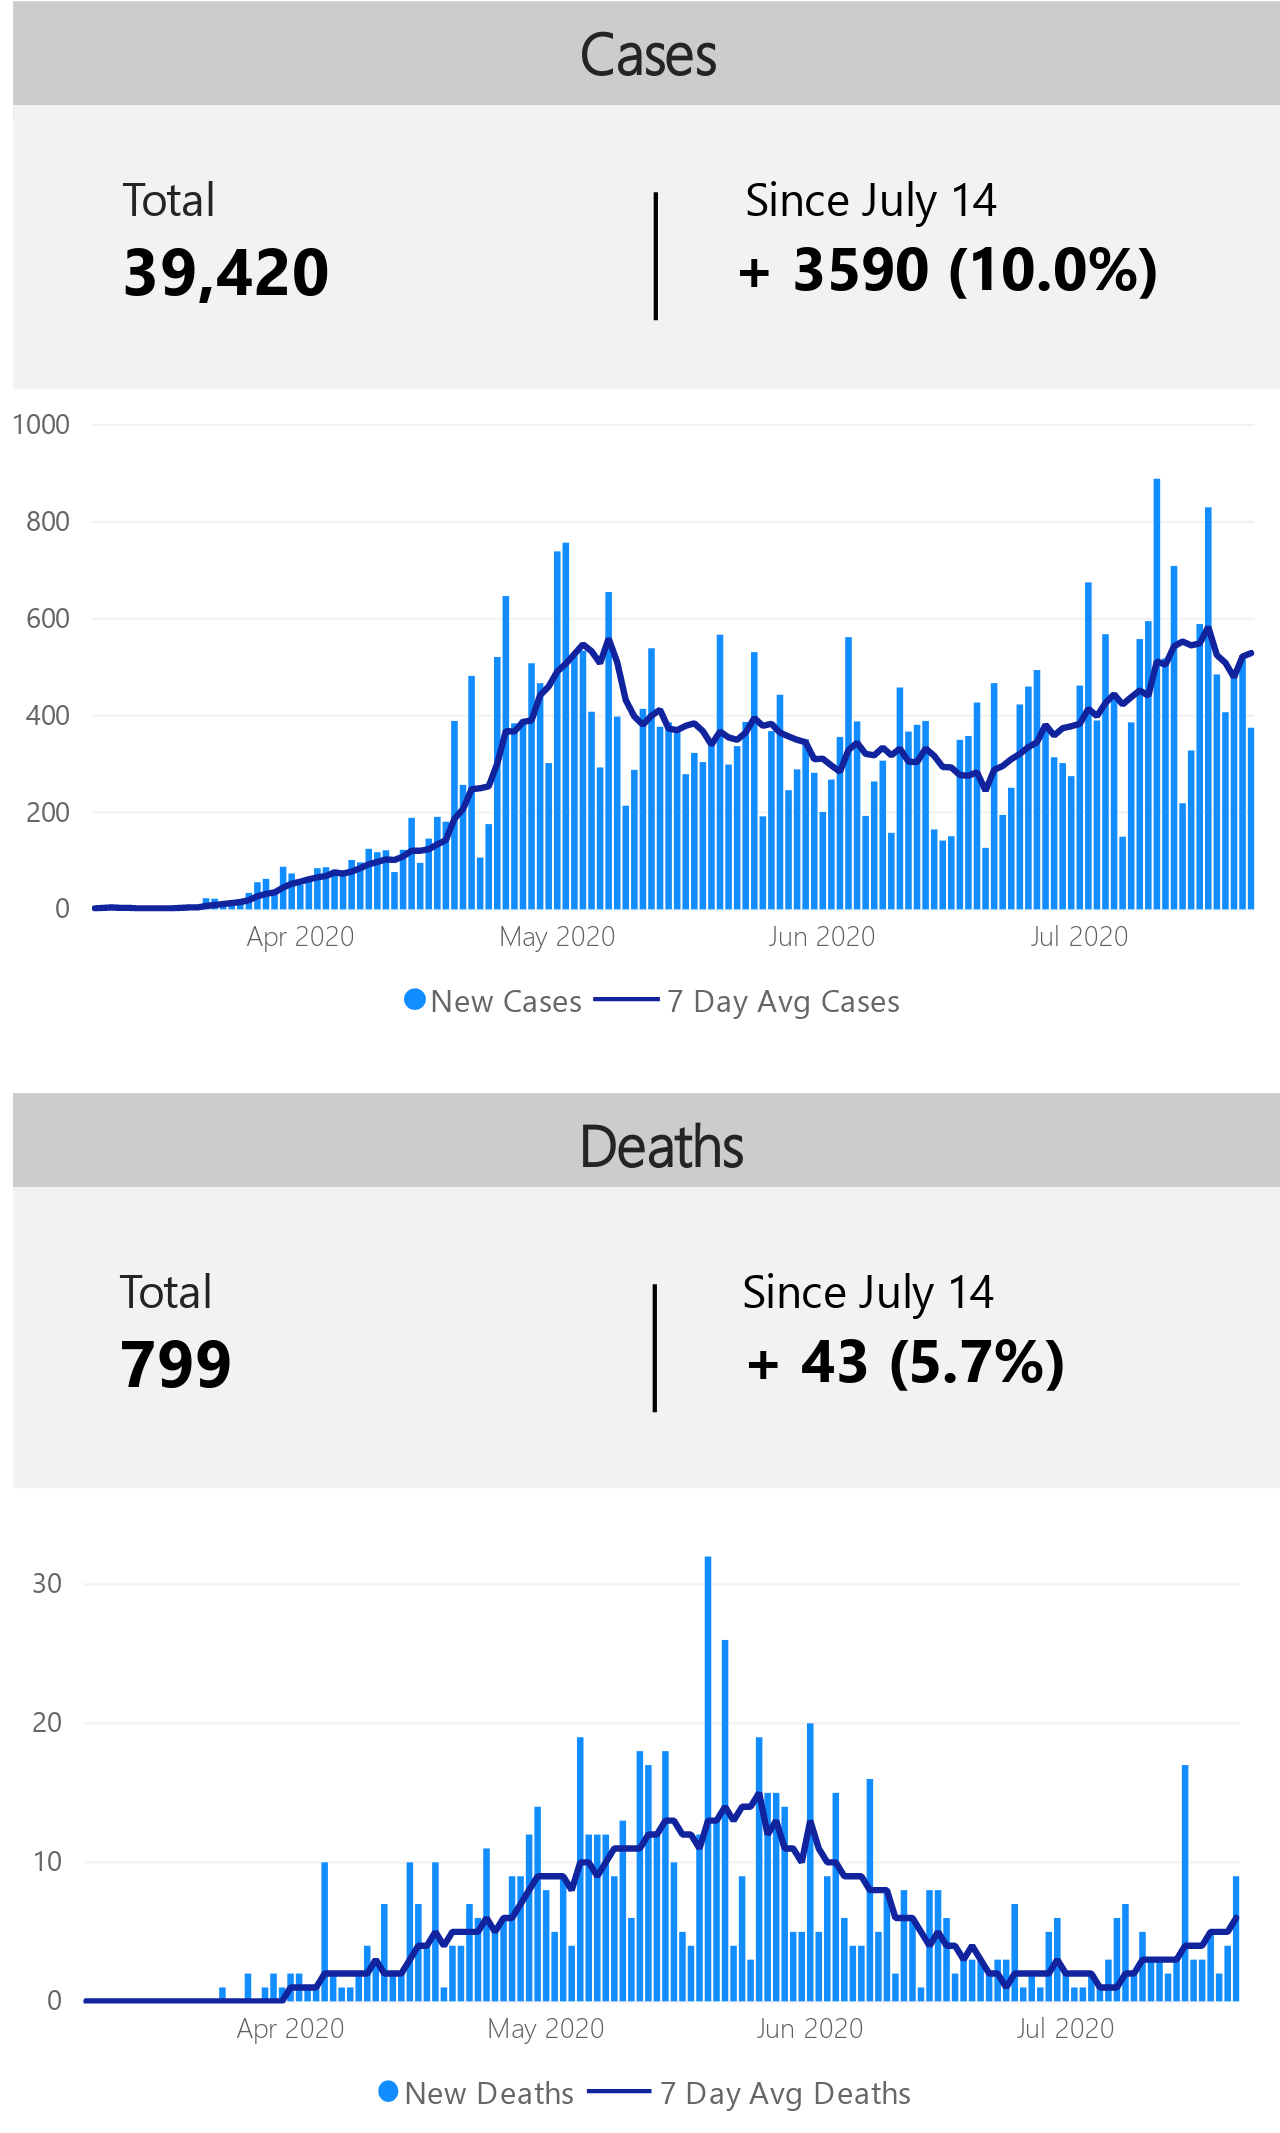 Cases
Total
Since July 14
39,420
+ 3590 (10.0%)
1000
800
600
400
200
0
Apr 2020
May 2020
Jun 2020
Jul 2020
New Cases
7 Day Avg Cases
Deaths
Total
Since July 14
799
+ 43 (5.7%)
30
20
10
0
Apr 2020
May 2020
Jun 2020
Jul 2020
New Deaths
7 Day Avg Deaths